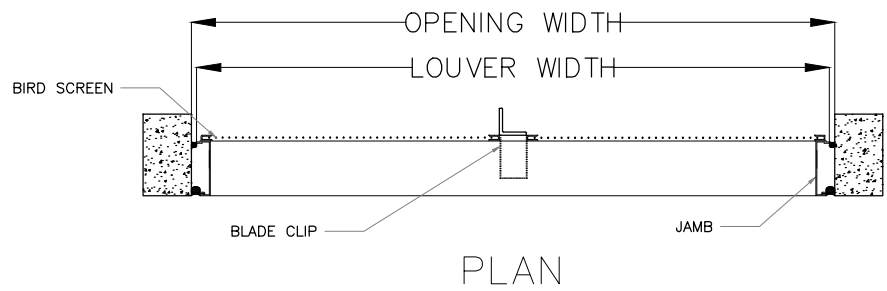 OPENING WIDTH
LOUVER WIDTH
BIRD SCREEN
BLADE CLIP
JAMB
PLAN